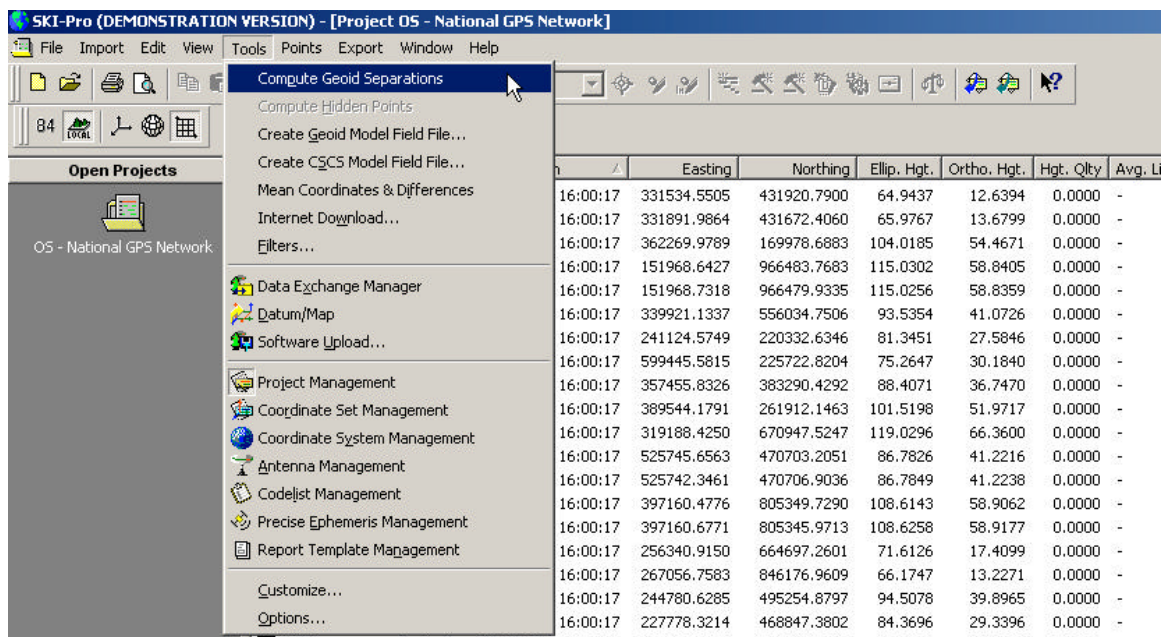 SKI-Pro (DEMONSTRATION VERSION) - [Project OS - National GPS Network]
File Import Edit View Tools Points Export Window Help
84 LOCAL
Open Projects
OS - National GPS Network
Compute Geoid Separations
Compute Hidden Points
Create Geoid Model Field File...
Create CSCS Model Field File...
Mean Coordinates & Differences
Internet Download...
Filters...
Data Exchange Manager
Datum/Map
Software Upload...
Project Management
Coordinate Set Management
Coordinate System Management
Antenna Management
Codelist Management
Precise Ephemeris Management
Report Template Management
Customize...
Options...
Easting Northing Ellip. Hgt. Ortho. Hgt. Hgt. Qlty Avg. Li
16:00:17 331534.5505 431920.7900 64.9437 12.6394 0.0000 -
16:00:17 331891.9864 431672.4060 65.9767 13.6799 0.0000 -
16:00:17 362269.9789 169978.6883 104.0185 54.4671 0.0000 -
16:00:17 151968.6427 966483.7683 115.0302 58.8405 0.0000 -
16:00:17 151968.7318 966479.9335 115.0256 58.8359 0.0000 -
16:00:17 339921.1337 556034.7506 93.5354 41.0726 0.0000 -
16:00:17 241124.5749 220332.6346 81.3451 27.5846 0.0000 -
16:00:17 599445.5815 225722.8204 75.2647 30.1840 0.0000 -
16:00:17 357455.8326 383290.4292 88.4071 36.7470 0.0000 -
16:00:17 389544.1791 261912.1463 101.5198 51.9717 0.0000 -
16:00:17 319188.4250 670947.5247 119.0296 66.3600 0.0000 -
16:00:17 525745.6563 470703.2051 86.7826 41.2216 0.0000 -
16:00:17 525742.3461 470706.9036 86.7849 41.2238 0.0000 -
16:00:17 397160.4776 805349.7290 108.6143 58.9062 0.0000 -
16:00:17 397160.6771 805345.9713 108.6258 58.9177 0.0000 -
16:00:17 256340.9150 664697.2601 71.6126 17.4099 0.0000 -
16:00:17 267056.7583 846176.9609 66.1747 13.2271 0.0000 -
16:00:17 244780.6285 495254.8797 94.5078 39.8965 0.0000 -
16:00:17 227778.3214 468847.3802 84.3696 29.3396 0.0000 -